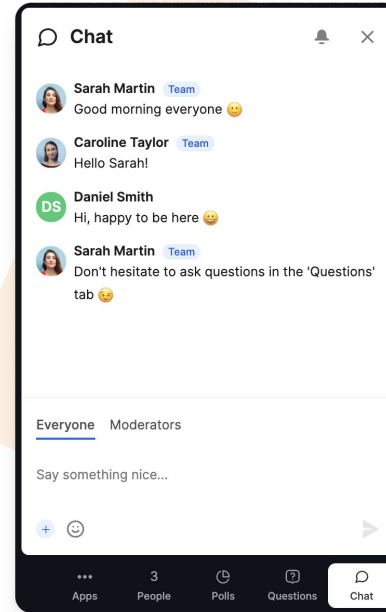 Chat
Sarah Martin Team
Good morning everyone 🙂
Caroline Taylor Team
Hello Sarah!
DS
Daniel Smith
Hi, happy to be here 😀
Sarah Martin Team
Don't hesitate to ask questions in the 'Questions'
tab 😉
Everyone Moderators
Say something nice...
3
Apps People Polls Questions Chat